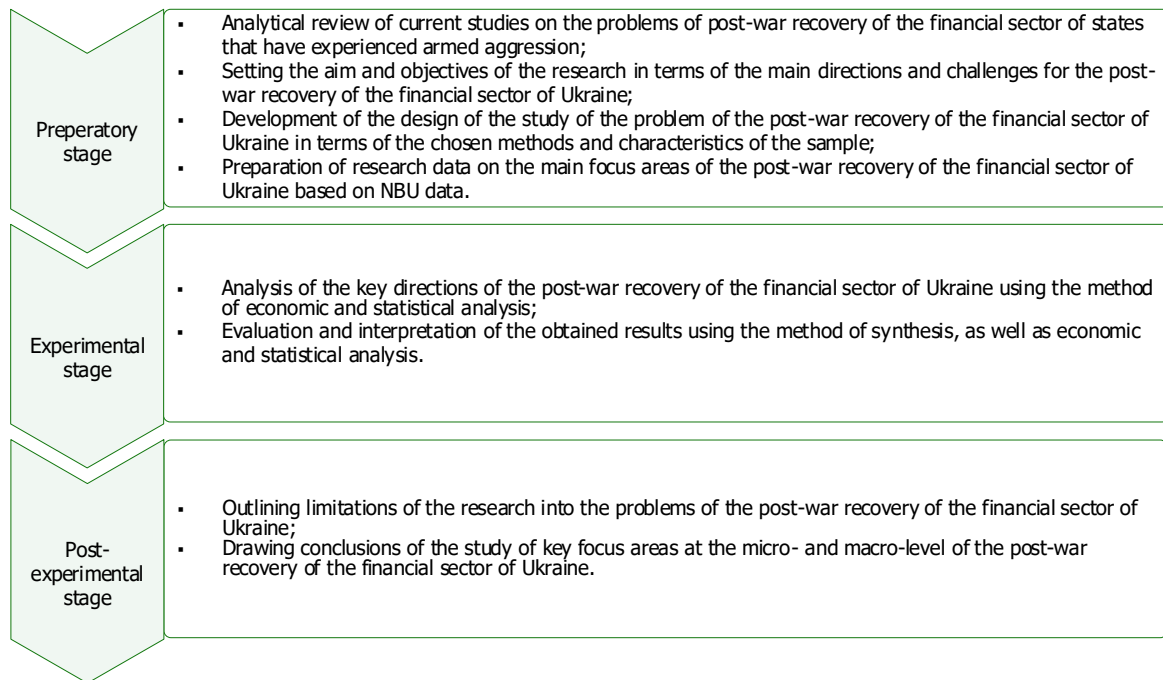 Preperatory
stage
▪ Analytical review of current studies on the problems of post-war recovery of the financial sector of states
that have experienced armed aggression;
▪ Setting the aim and objectives of the research in terms of the main directions and challenges for the post-
war recovery of the financial sector of Ukraine;
▪ Development of the design of the study of the problem of the post-war recovery of the financial sector of
Ukraine in terms of the chosen methods and characteristics of the sample;
▪ Preparation of research data on the main focus areas of the post-war recovery of the financial sector of
Ukraine based on NBU data.
Experimental
stage
▪ Analysis of the key directions of the post-war recovery of the financial sector of Ukraine using the method
of economic and statistical analysis;
▪ Evaluation and interpretation of the obtained results using the method of synthesis, as well as economic
and statistical analysis.
Post-
experimental
stage
▪ Outlining limitations of the research into the problems of the post-war recovery of the financial sector of
Ukraine;
▪ Drawing conclusions of the study of key focus areas at the micro- and macro-level of the post-war
recovery of the financial sector of Ukraine.